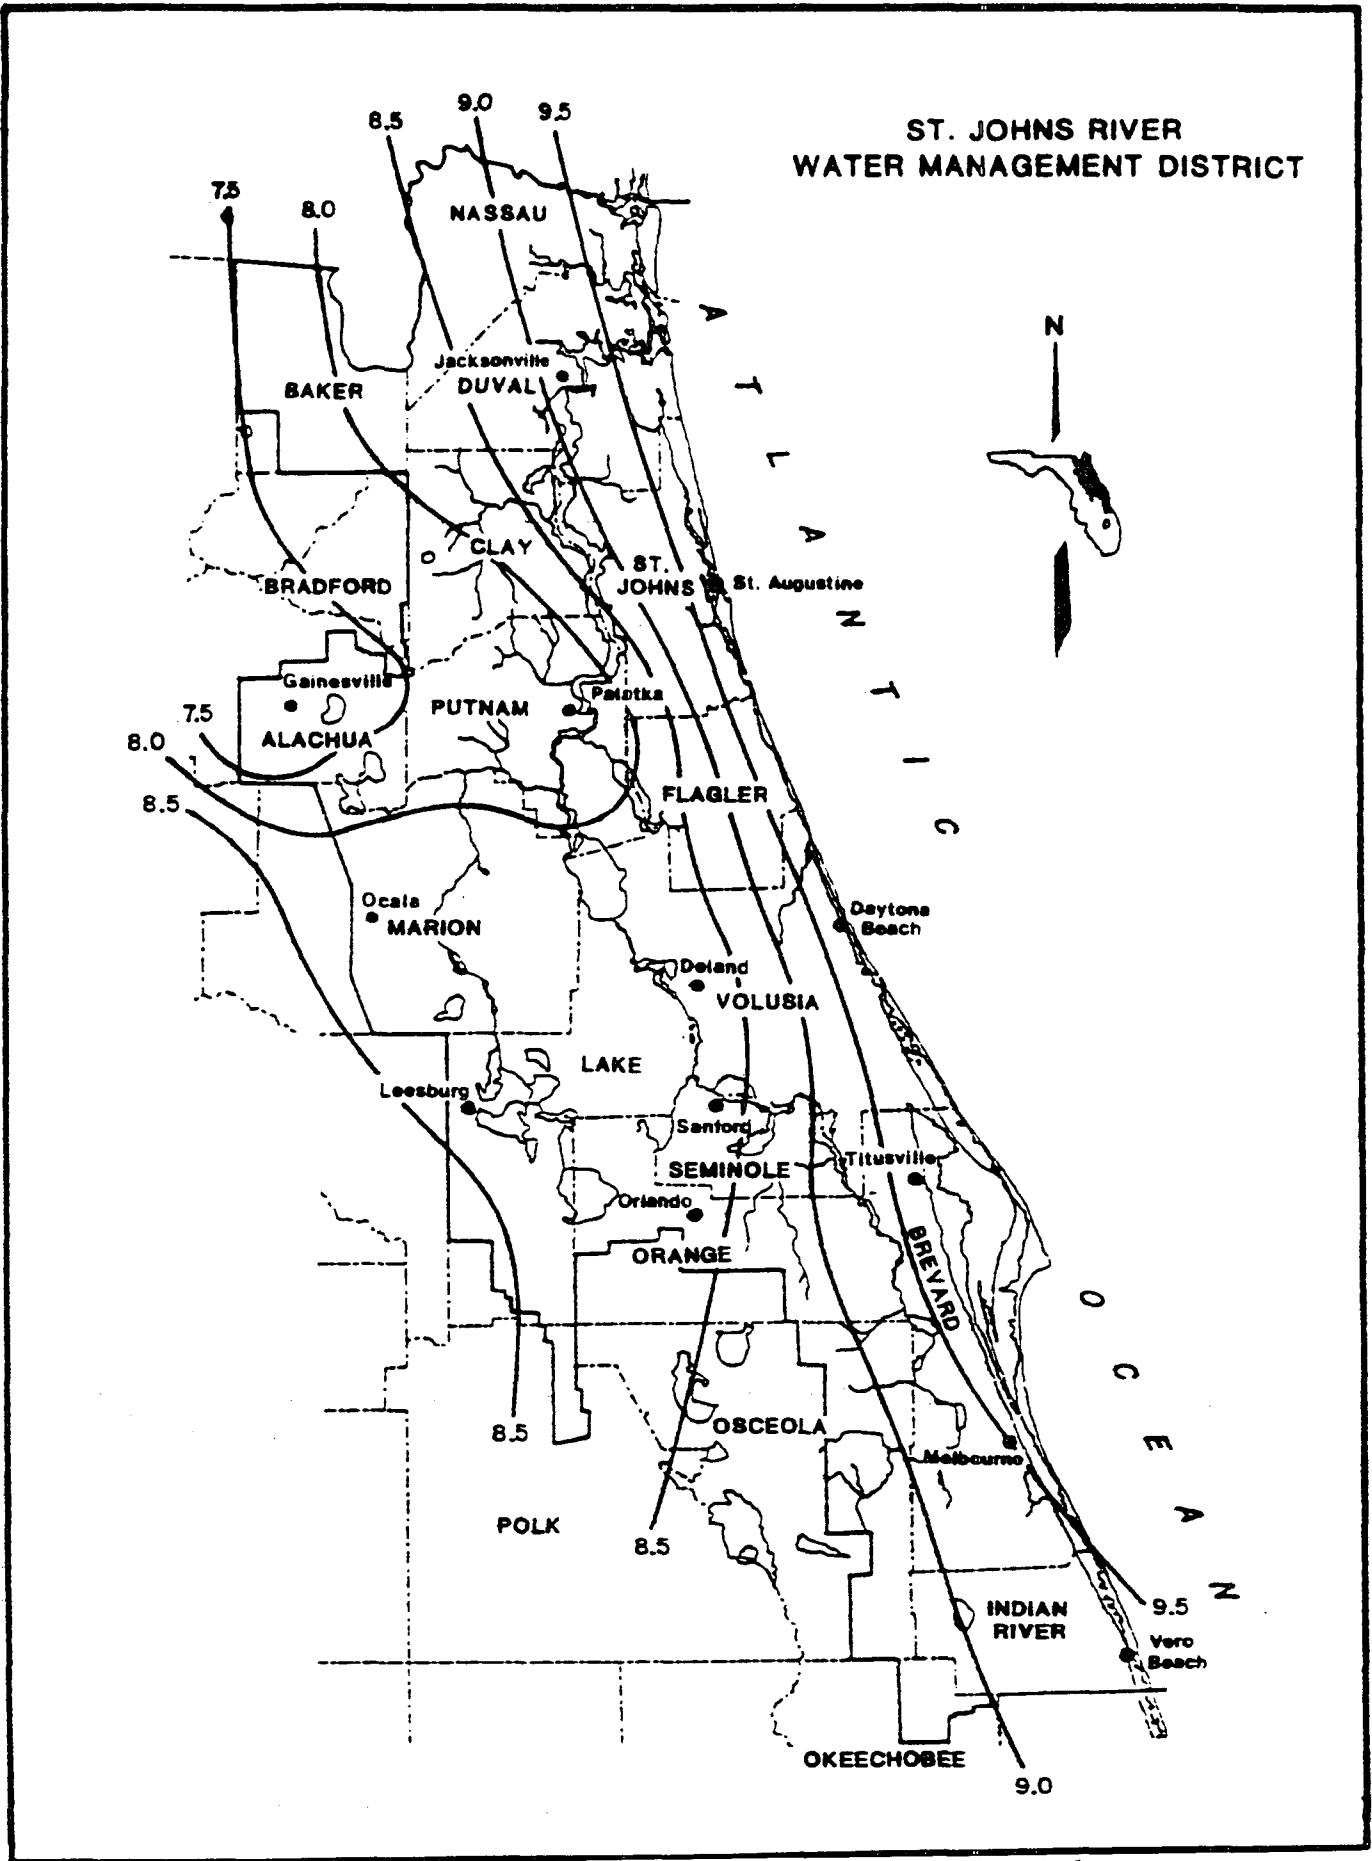 ST. JOHNS RIVER
WATER MANAGEMENT DISTRICT
8.5
9.0
9.5
7.5
8.0
NASSAU
N
BAKER
Jacksonville
DUVAL
CLAY
ST.
JOHNS
St. Augustine
BRADFORD
Gainesville
ALACHUA
PUTNAM
Palatka
7.5
8.0
8.5
FLAGLER
Ocala
MARION
Daytona
Beach
Deland
VOLUSIA
LAKE
Leesburg
Sanford
SEMINOLE
Titusville
Orlando
ORANGE
BREVARD
ATLANTIC
OCEAN
8.5
OSCEOLA
Melbourne
POLK
8.5
INDIAN
RIVER
9.5
Vero
Beach
OKEECHOBEE
9.0